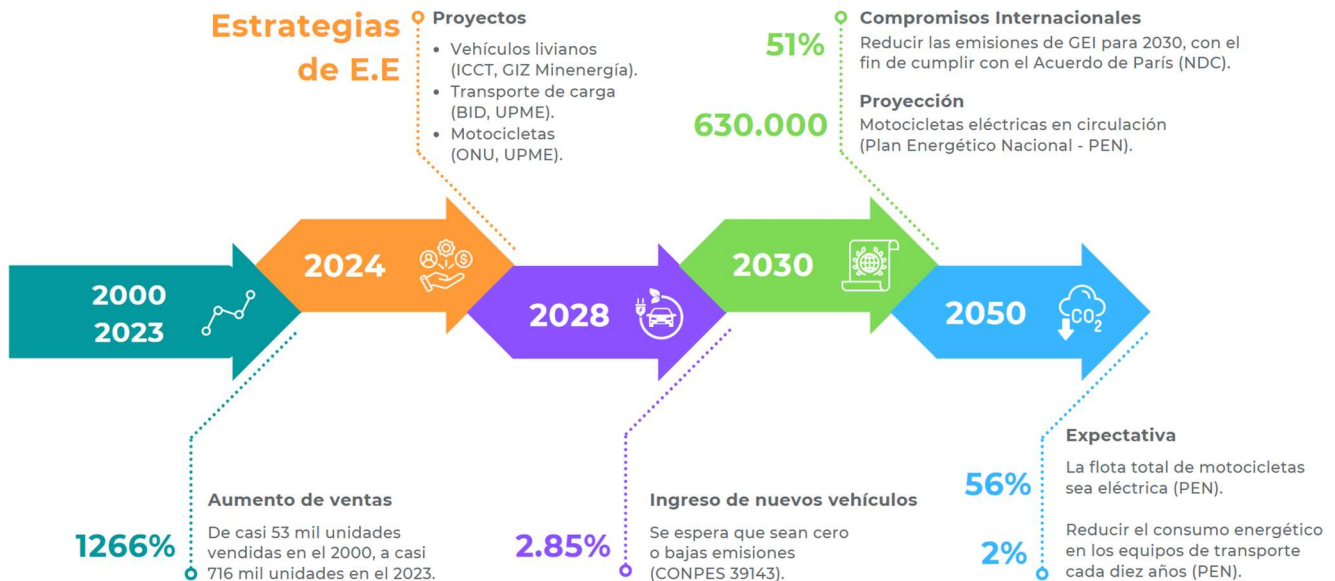 Estrategias
de E.E
Proyectos
• Vehículos livianos
(ICCT, GIZ Minenergía).
• Transporte de carga
(BID, UPME).
• Motocicletas
(ONU, UPME).
51%
Compromisos Internacionales
Reducir las emisiones de GEI para 2030, con el
fin de cumplir con el Acuerdo de París (NDC).
630.000
Proyección
Motocicletas eléctricas en circulación
(Plan Energético Nacional - PEN).
2000
2023
2024
2028
2030
2050
CO2
1266%
Aumento de ventas
De casi 53 mil unidades
vendidas en el 2000, a casi
716 mil unidades en el 2023.
2.85%
Ingreso de nuevos vehículos
Se espera que sean cero
o bajas emisiones
(CONPES 39143).
Expectativa
56%
La flota total de motocicletas
sea eléctrica (PEN).
2%
Reducir el consumo energético
en los equipos de transporte
cada diez años (PEN).